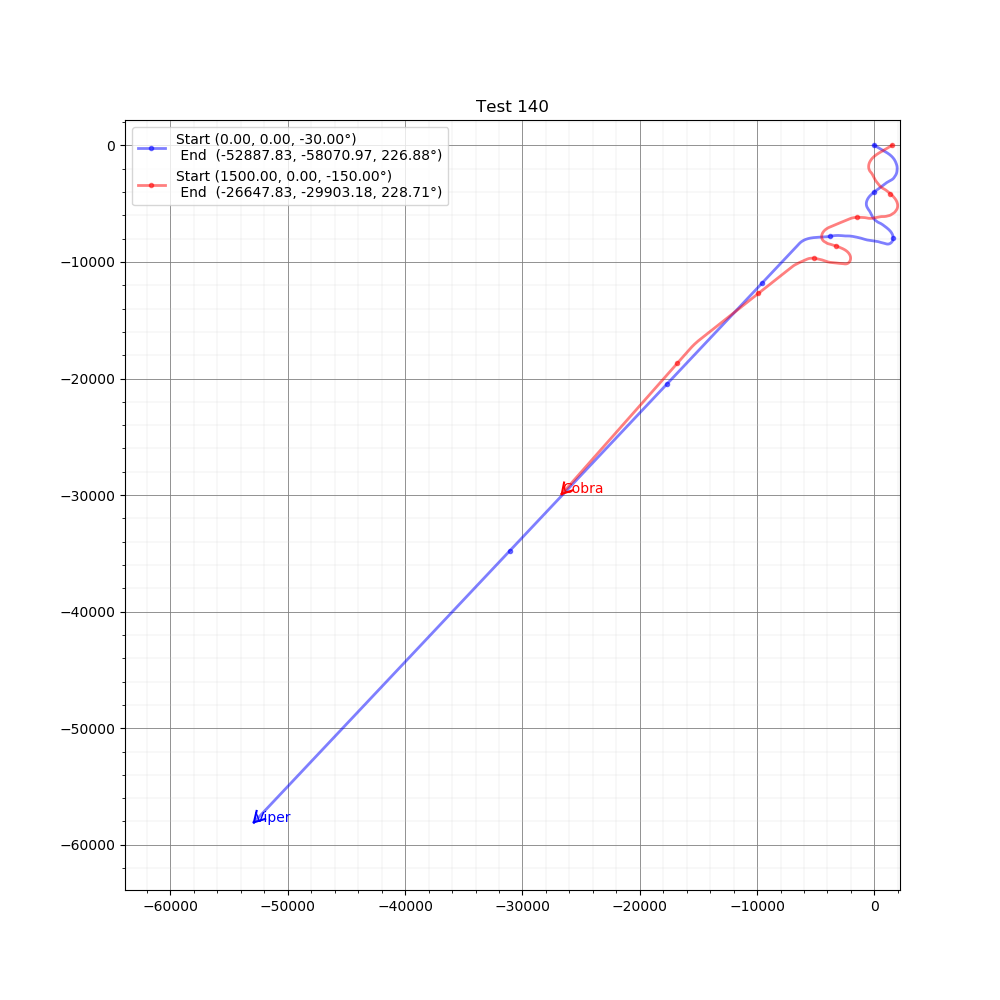 Test 140
Start (0.00, 0.00, -30.00°)
End (-52887.83, -58070.97, 226.88°)
Start (1500.00, 0.00, -150.00°)
End (-26647.83, -29903.18, 228.71°)
0
−10000
−20000
−30000
−40000
−50000
−60000
Cobra
Viper
−60000 −50000 −40000 −30000 −20000 −10000 0